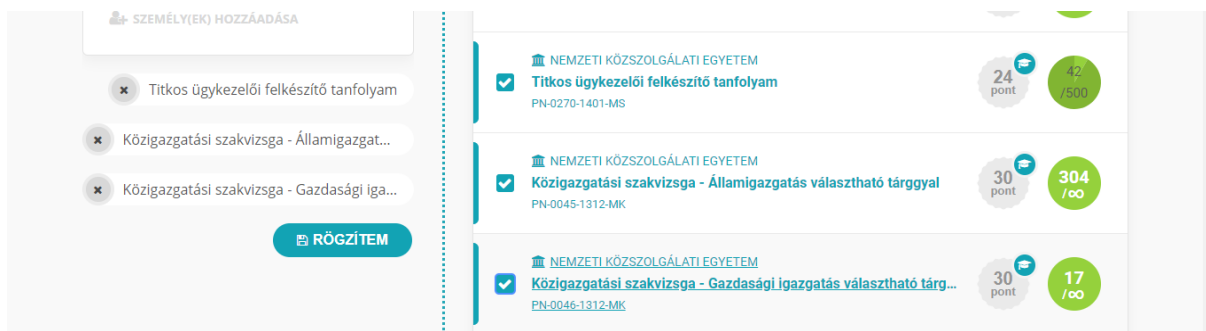 SZEMÉLY(EK) HOZZÁADÁSA
Titkos ügykezelői felkészítő tanfolyam
Közigazgatási szakvizsga - Államigazgat...
Közigazgatási szakvizsga - Gazdasági iga...
RÖGZÍTEM
NEMZETI KÖZSZOLGÁLATI EGYETEM
Titkos ügykezelői felkészítő tanfolyam
PN-0270-1401-MS
24
pont
42
/500
NEMZETI KÖZSZOLGÁLATI EGYETEM
Közigazgatási szakvizsga - Államigazgatás választható tárggyal
PN-0045-1312-MK
30
pont
304
/∞
NEMZETI KÖZSZOLGÁLATI EGYETEM
Közigazgatási szakvizsga - Gazdasági igazgatás választható tárg...
PN-0046-1312-MK
30
pont
17
/∞